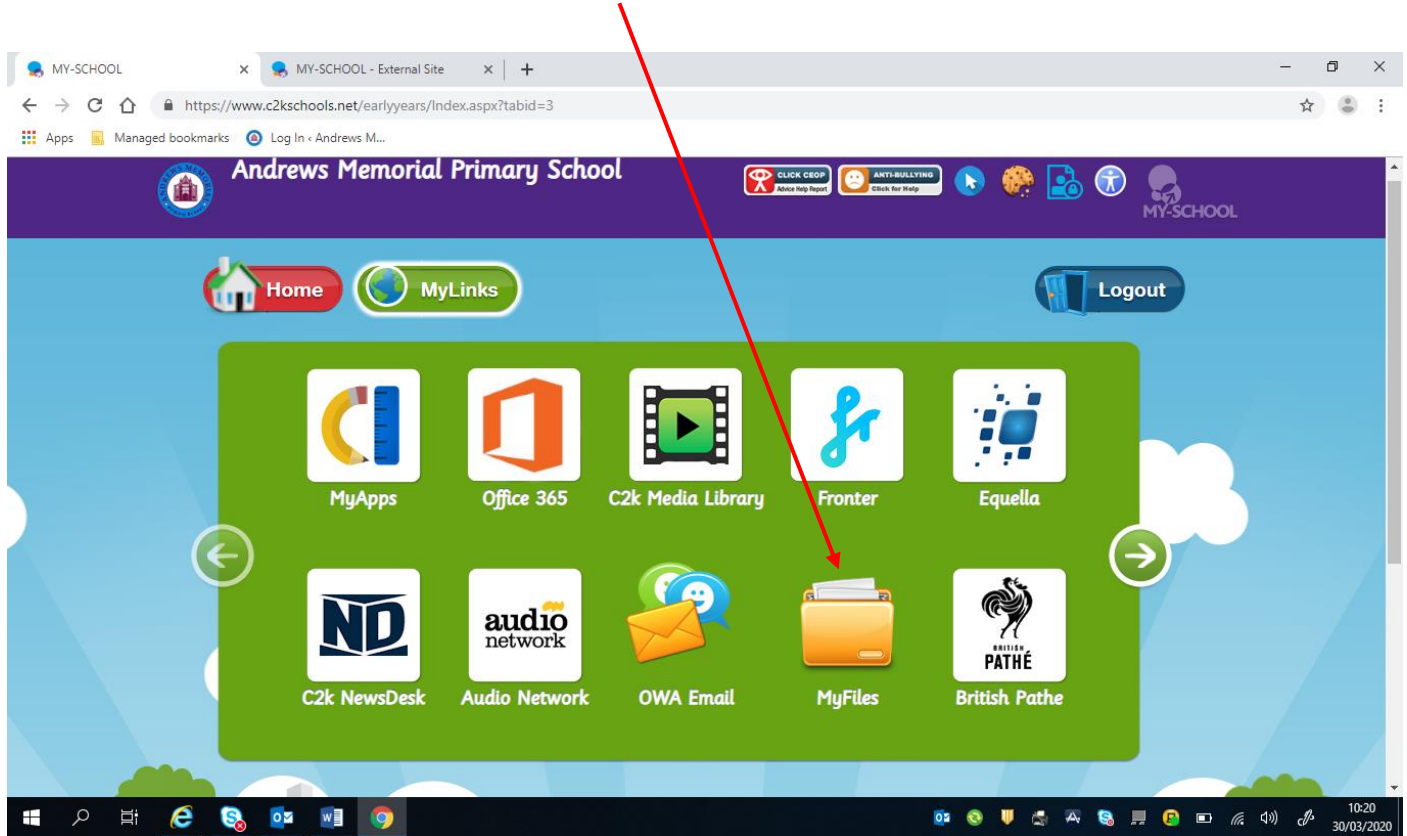 MY-SCHOOL
MY-SCHOOL - External Site
https://www.c2kschools.net/earlyyears/Index.aspx?tabid=3
Apps
Managed bookmarks
Log In ‹ Andrews M...
Andrews Memorial Primary School
CLICK CEOP
Advice Help Report
ANTI-BULLYING
Click for Help
MY-SCHOOL
Home
MyLinks
Logout
MyApps
Office 365
C2k Media Library
Fronter
Equella
ND
audio
network
BRITISH
PATHÉ
C2k NewsDesk
Audio Network
OWA Email
MyFiles
British Pathe
10:20
30/03/2020